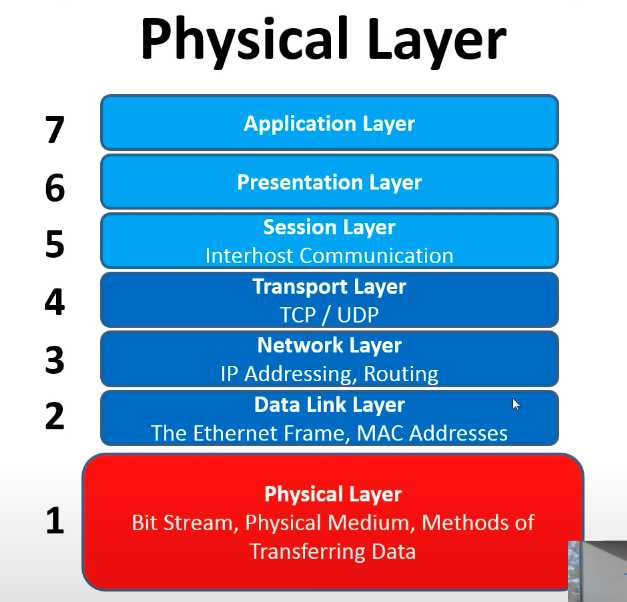 Physical Layer
7
Application Layer
6
Presentation Layer
5
Session Layer
Interhost Communication
4
Transport Layer
TCP / UDP
3
Network Layer
IP Addressing, Routing
2
Data Link Layer
The Ethernet Frame, MAC Addresses
1
Physical Layer
Bit Stream, Physical Medium, Methods of
Transferring Data